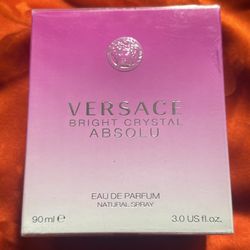 VERSACE
BRIGHT CRYSTAL
ABSOLU
EAU DE PARFUM
NATURAL SPRAY
90 ml ℮ 3.0 US fl.oz.